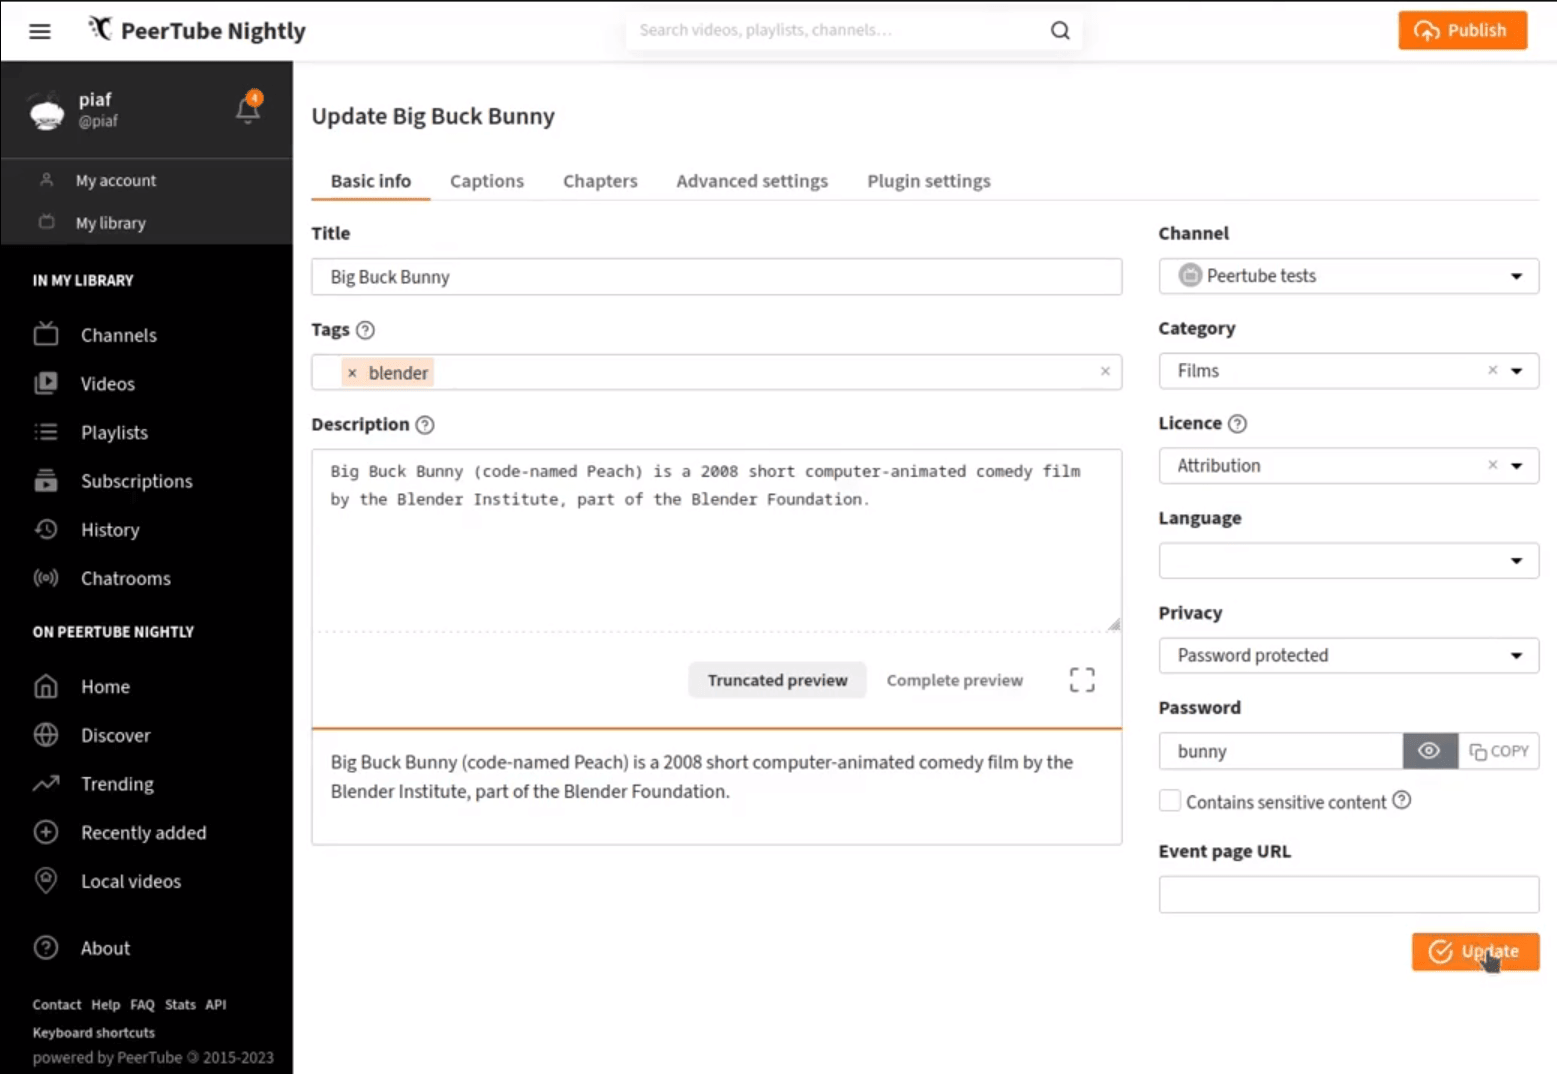 PeerTube Nightly
Search videos, playlists, channels…
Publish
piaf
@piaf
4
My account
My library
IN MY LIBRARY
Channels
Videos
Playlists
Subscriptions
History
Chatrooms
ON PEERTUBE NIGHTLY
Home
Discover
Trending
Recently added
Local videos
About
Contact Help FAQ Stats API
Keyboard shortcuts
powered by PeerTube © 2015-2023
Update Big Buck Bunny
Basic info Captions Chapters Advanced settings Plugin settings
Title
Big Buck Bunny
Tags
× blender ×
Description
Big Buck Bunny (code-named Peach) is a 2008 short computer-animated comedy film
by the Blender Institute, part of the Blender Foundation.
Truncated preview Complete preview
Big Buck Bunny (code-named Peach) is a 2008 short computer-animated comedy film by the
Blender Institute, part of the Blender Foundation.
Channel
Peertube tests
Category
Films ×
Licence
Attribution ×
Language
Privacy
Password protected
Password
bunny COPY
Contains sensitive content
Event page URL
Update